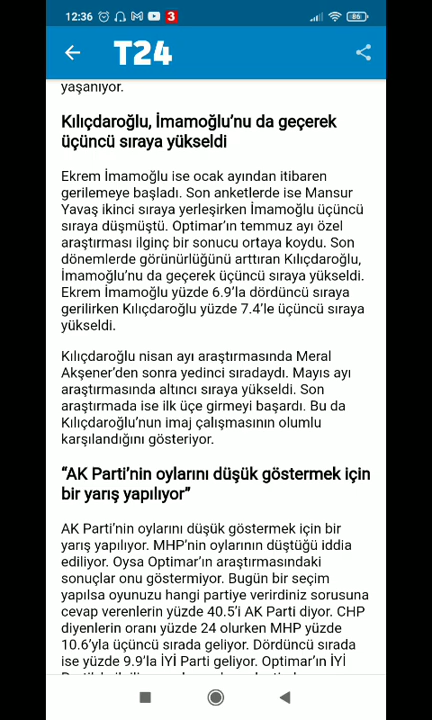 12:36 3 86
T24
yaşanıyor.
Kılıçdaroğlu, İmamoğlu’nu da geçerek
üçüncü sıraya yükseldi
Ekrem İmamoğlu ise ocak ayından itibaren
gerilemeye başladı. Son anketlerde ise Mansur
Yavaş ikinci sıraya yerleşirken İmamoğlu üçüncü
sıraya düşmüştü. Optimar’ın temmuz ayı özel
araştırması ilginç bir sonucu ortaya koydu. Son
dönemlerde görünürlüğünü arttıran Kılıçdaroğlu,
İmamoğlu’nu da geçerek üçüncü sıraya yükseldi.
Ekrem İmamoğlu yüzde 6.9’la dördüncü sıraya
gerilirken Kılıçdaroğlu yüzde 7.4’le üçüncü sıraya
yükseldi.
Kılıçdaroğlu nisan ayı araştırmasında Meral
Akşener’den sonra yedinci sıradaydı. Mayıs ayı
araştırmasında altıncı sıraya yükseldi. Son
araştırmada ise ilk üçe girmeyi başardı. Bu da
Kılıçdaroğlu’nun imaj çalışmasının olumlu
karşılandığını gösteriyor.
“AK Parti’nin oylarını düşük göstermek için
bir yarış yapılıyor”
AK Parti’nin oylarını düşük göstermek için bir
yarış yapılıyor. MHP’nin oylarının düştüğü iddia
ediliyor. Oysa Optimar’ın araştırmasındaki
sonuçlar onu göstermiyor. Bugün bir seçim
yapılsa oyunuzu hangi partiye verirdiniz sorusuna
cevap verenlerin yüzde 40.5’i AK Parti diyor. CHP
diyenlerin oranı yüzde 24 olurken MHP yüzde
10.6’yla üçüncü sırada geliyor. Dördüncü sırada
ise yüzde 9.9’la İYİ Parti geliyor. Optimar’ın İYİ